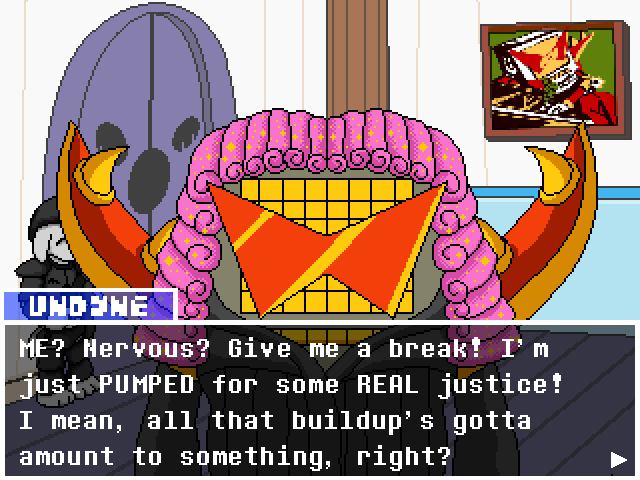 UNDYNE
ME? Nervous? Give me a break! I'm
just PUMPED for some REAL justice!
I mean, all that buildup's gotta
amount to something, right?